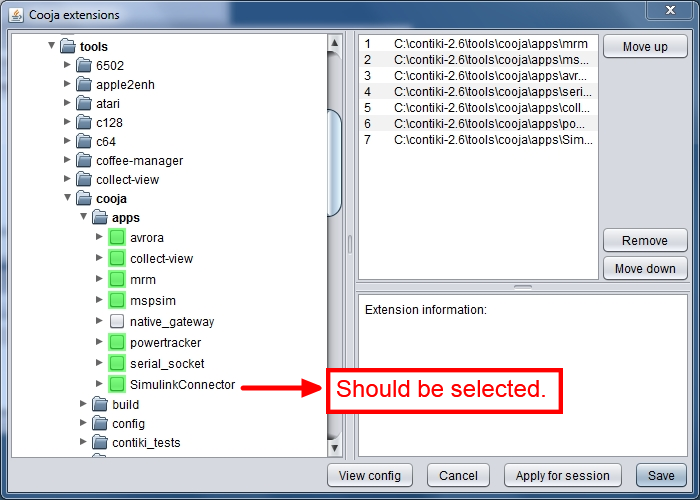 Cooja extensions
tools
6502
apple2enh
atari
c128
c64
coffee-manager
collect-view
cooja
apps
avrora
collect-view
mrm
mspsim
native_gateway
powertracker
serial_socket
SimulinkConnector
build
config
contiki_tests
1 C:\contiki-2.6\tools\cooja\apps\mrm
2 C:\contiki-2.6\tools\cooja\apps\ms...
3 C:\contiki-2.6\tools\cooja\apps\avr...
4 C:\contiki-2.6\tools\cooja\apps\seri...
5 C:\contiki-2.6\tools\cooja\apps\coll...
6 C:\contiki-2.6\tools\cooja\apps\po...
7 C:\contiki-2.6\tools\cooja\apps\Sim...
Move up
Remove
Move down
Extension information:
Should be selected.
View config
Cancel
Apply for session
Save